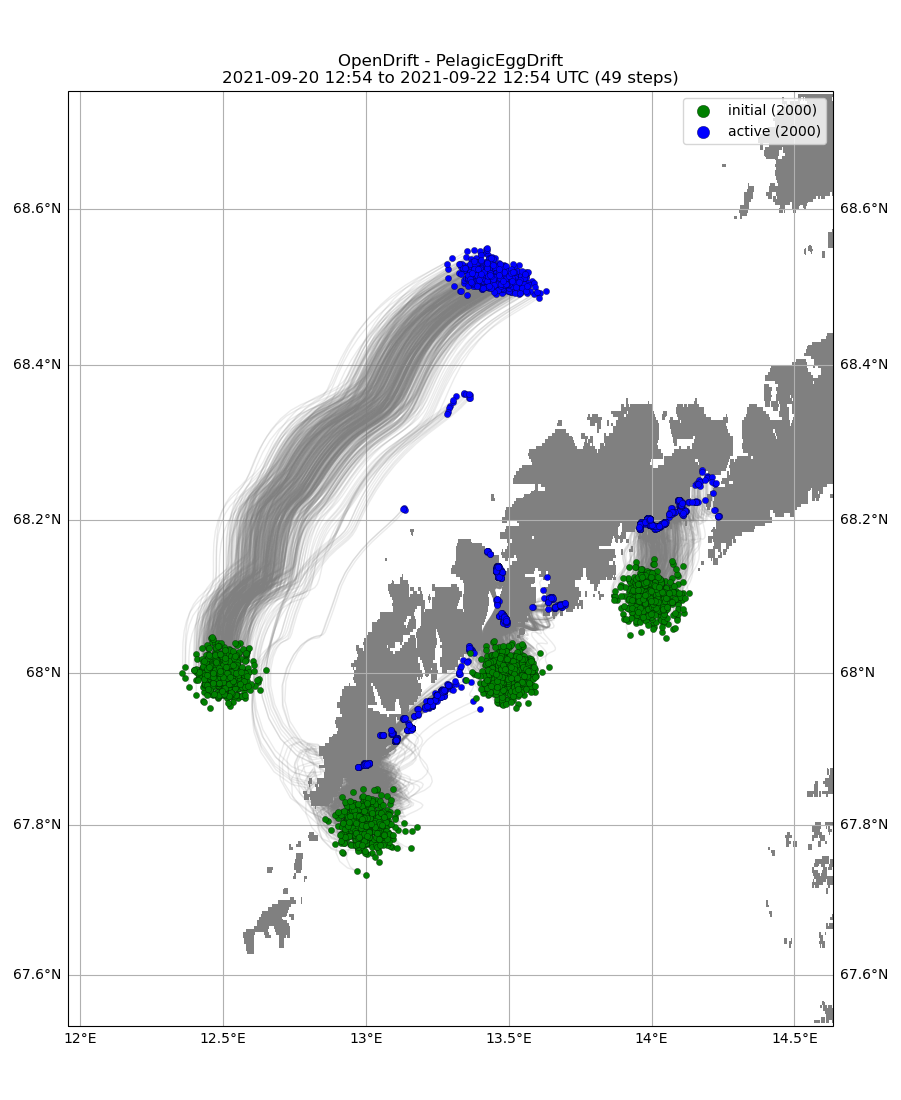 OpenDrift - PelagicEggDrift
2021-09-20 12:54 to 2021-09-22 12:54 UTC (49 steps)
initial (2000)
active (2000)
68.6°N 68.6°N
68.4°N 68.4°N
68.2°N 68.2°N
68°N 68°N
67.8°N 67.8°N
67.6°N 67.6°N
12°E 12.5°E 13°E 13.5°E 14°E 14.5°E